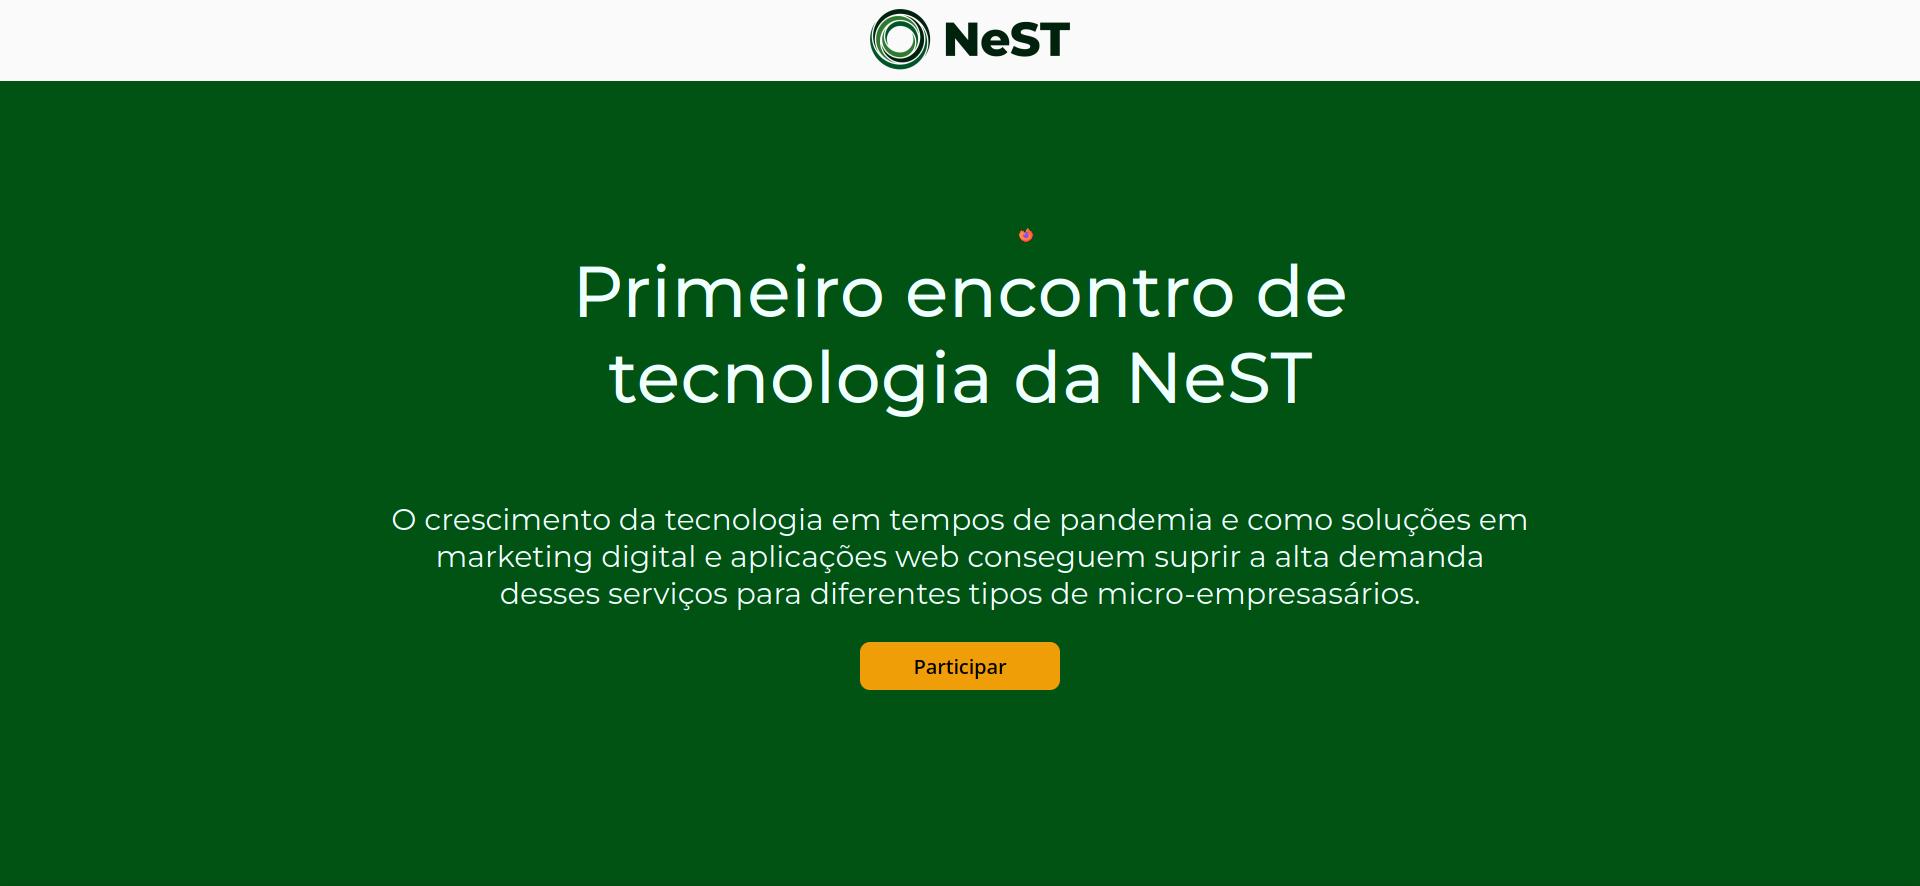 NeST
Primeiro encontro de
tecnologia da NeST
O crescimento da tecnologia em tempos de pandemia e como soluções em
marketing digital e aplicações web conseguem suprir a alta demanda
desses serviços para diferentes tipos de micro-empresasários.
Participar